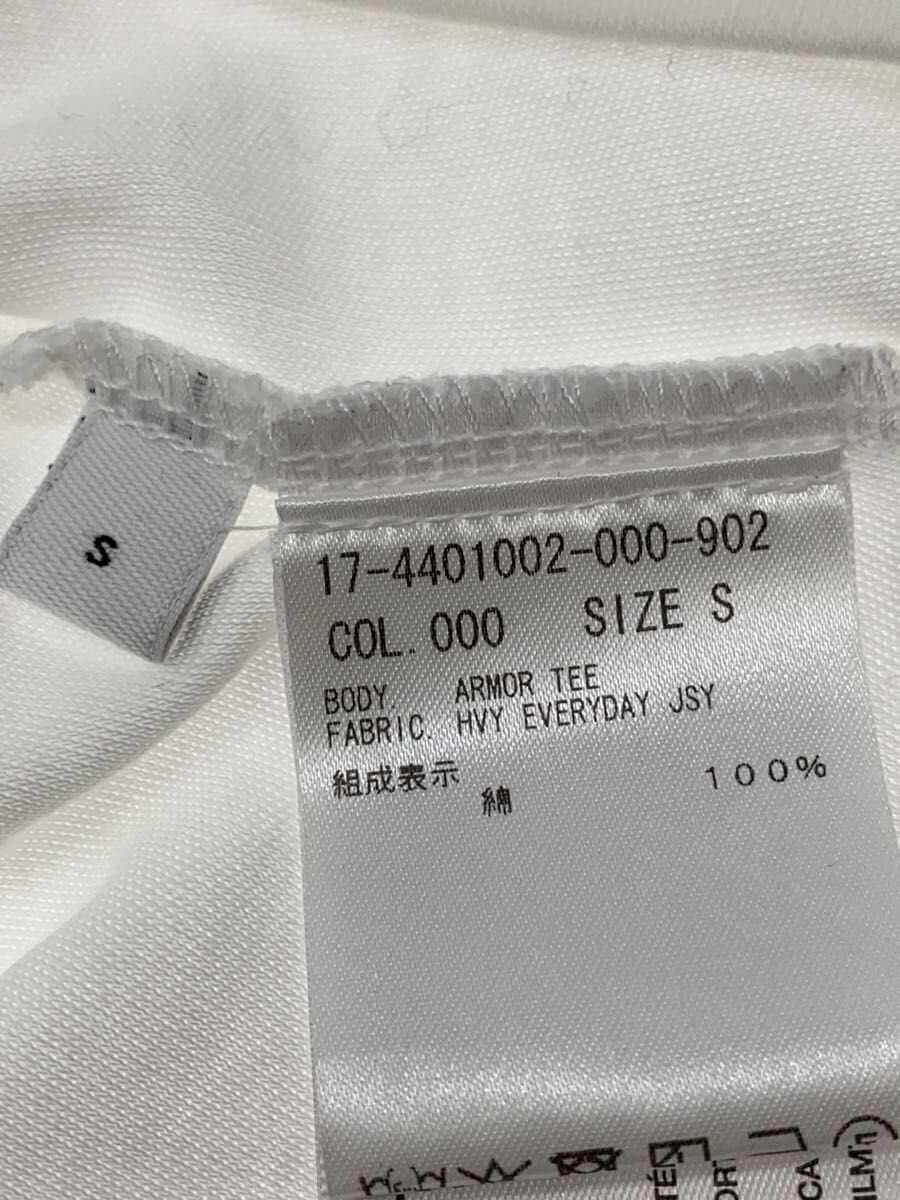 S
17-4401002-000-902
COL. 000 SIZE S
BODY. ARMOR TEE
FABRIC. HVY EVERYDAY JSY
組成表示
綿 100%